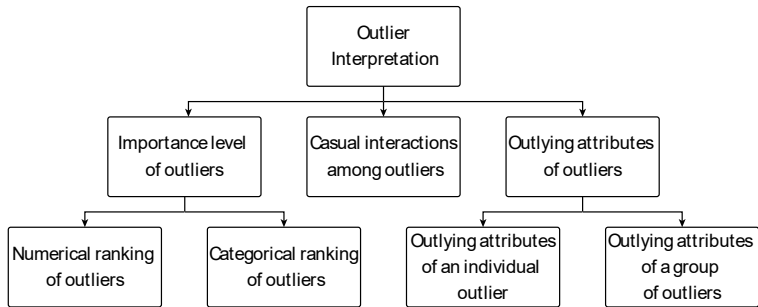 Outlier
Interpretation
Importance level
of outliers
Casual interactions
among outliers
Outlying attributes
of outliers
Numerical ranking
of outliers
Categorical ranking
of outliers
Outlying attributes
of an individual
outlier
Outlying attributes
of a group
of outliers